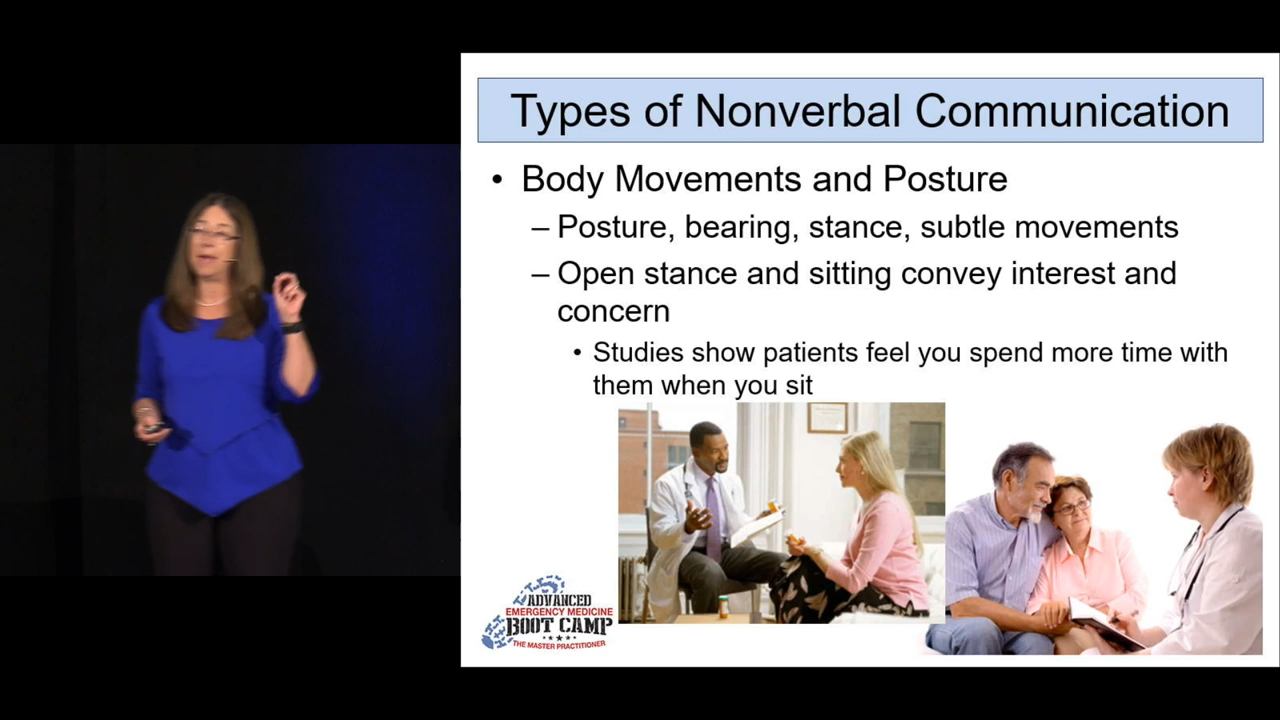 Types of Nonverbal Communication
• Body Movements and Posture
– Posture, bearing, stance, subtle movements
– Open stance and sitting convey interest and
concern
• Studies show patients feel you spend more time with
them when you sit
ADVANCED
EMERGENCY MEDICINE
BOOT CAMP
THE MASTER PRACTITIONER